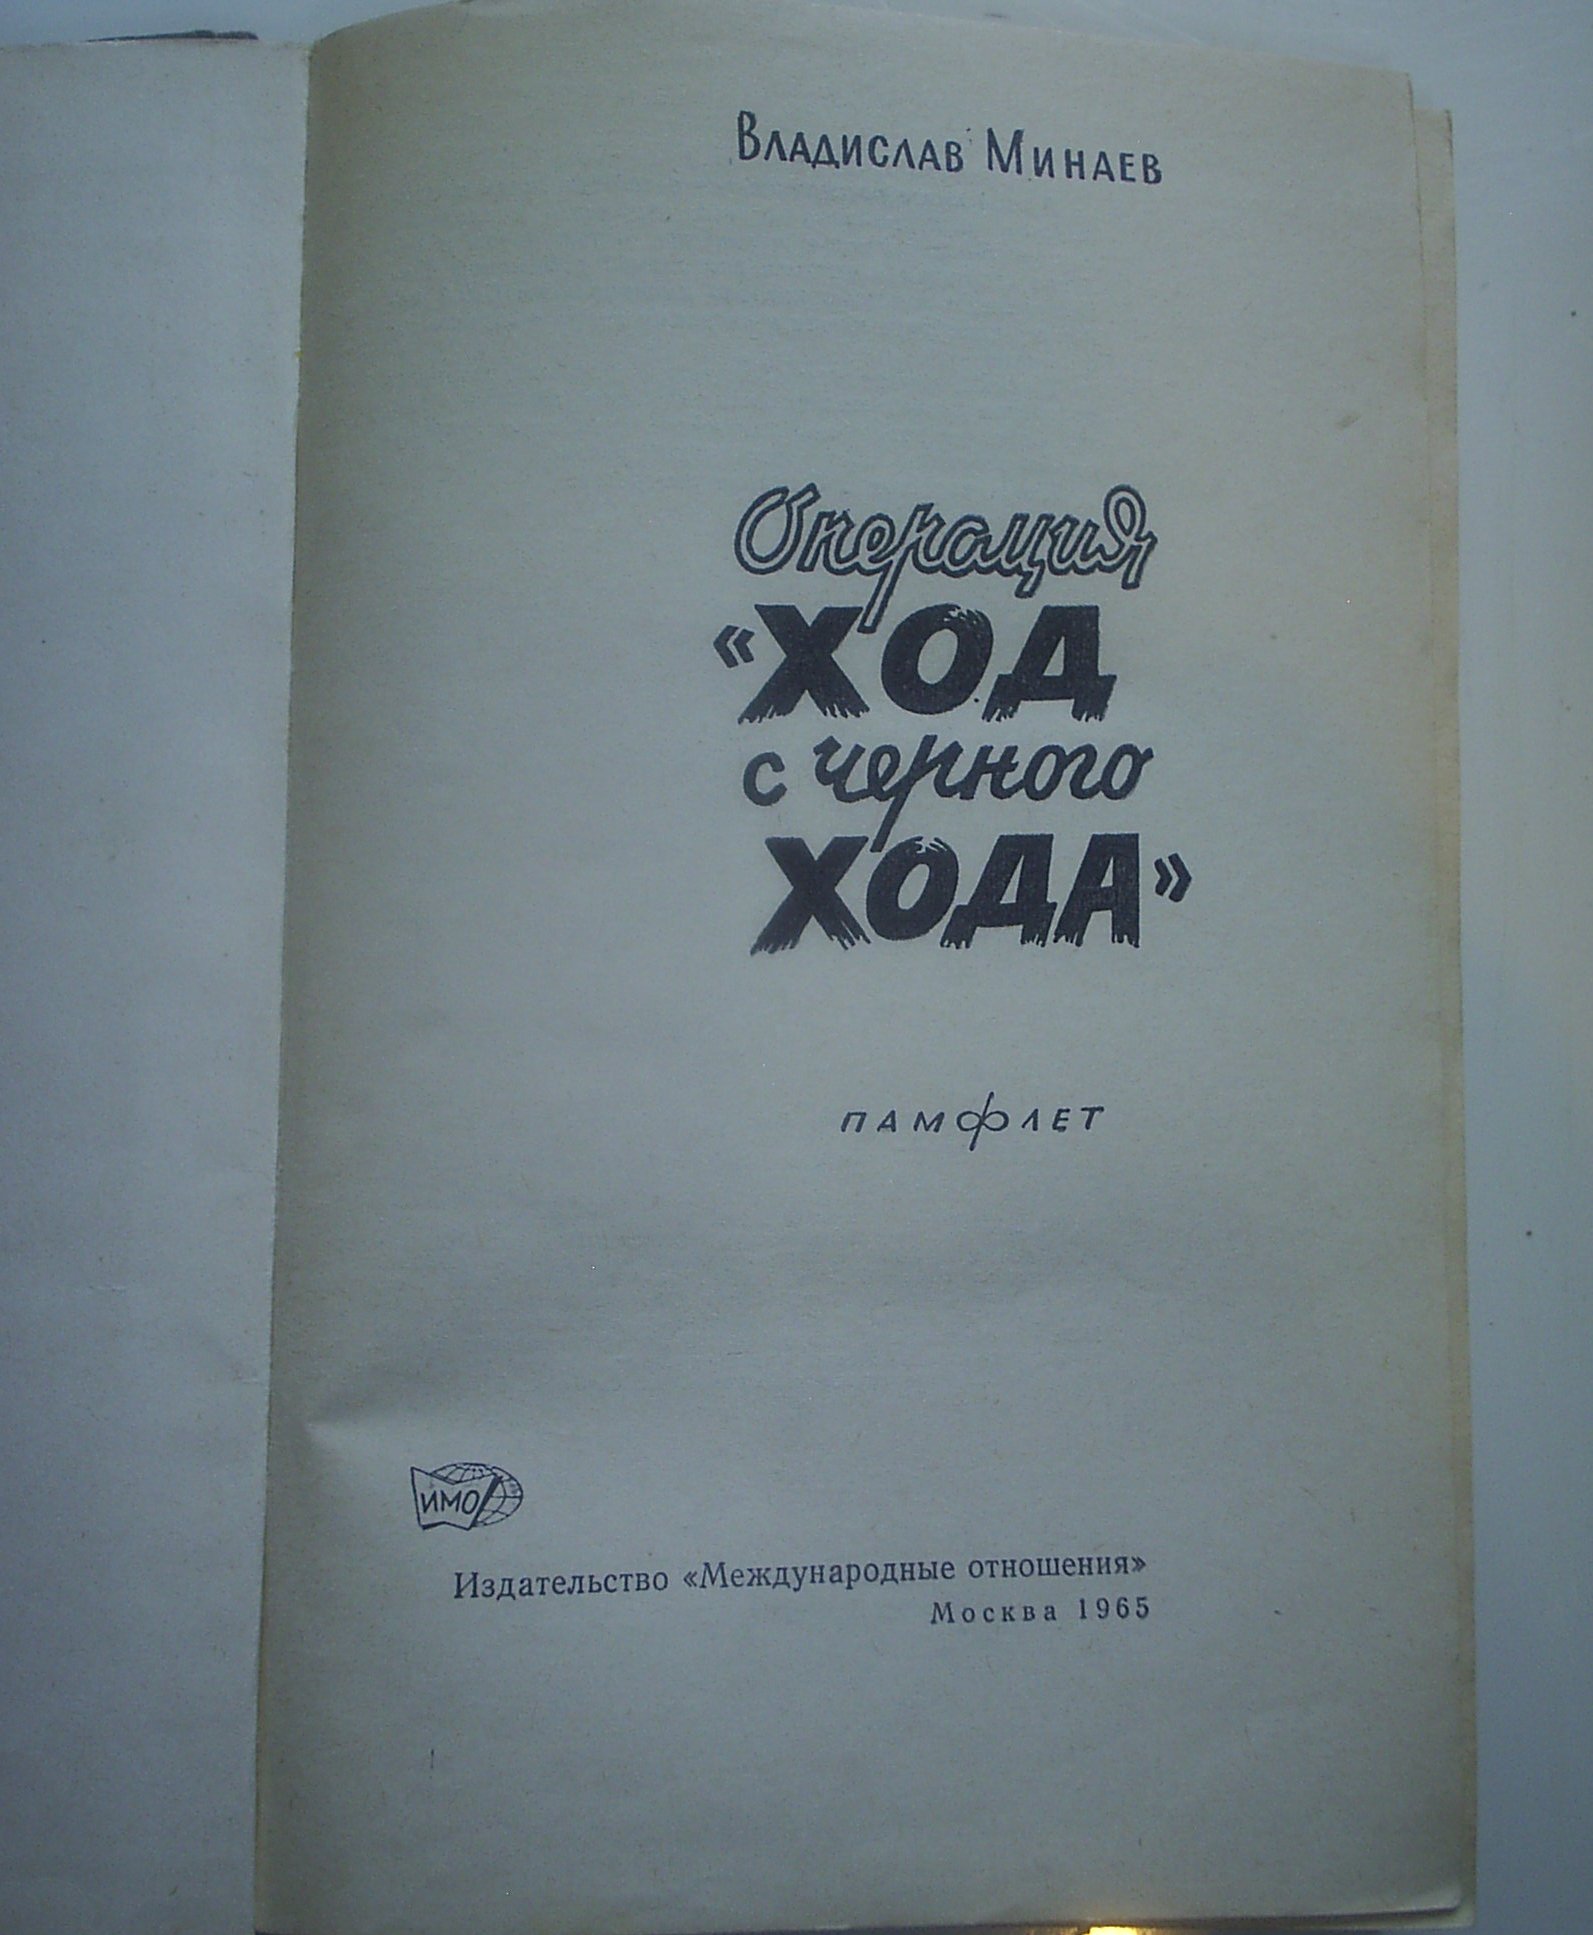 Владислав Минаев
Операция
«ХОД
с черного
ХОДА»
ПАМФЛЕТ
ИМО
Издательство «Международные отношения»
Москва 1965